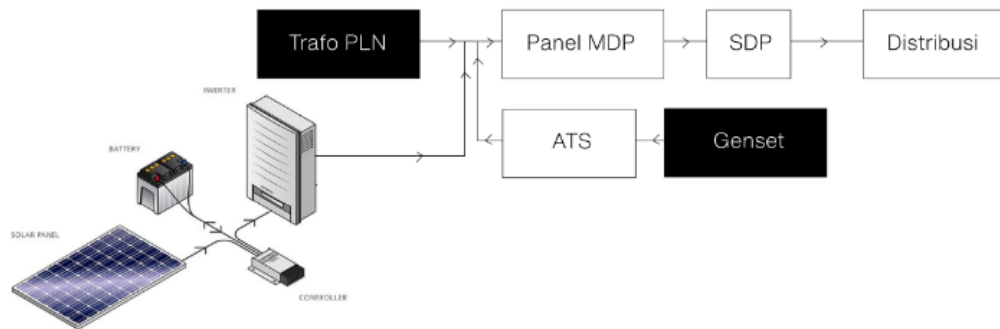 Trafo PLN
Panel MDP
SDP
Distribusi
INVERTER
ATS
Genset
BATTERY
SOLAR PANEL
CONTROLLER